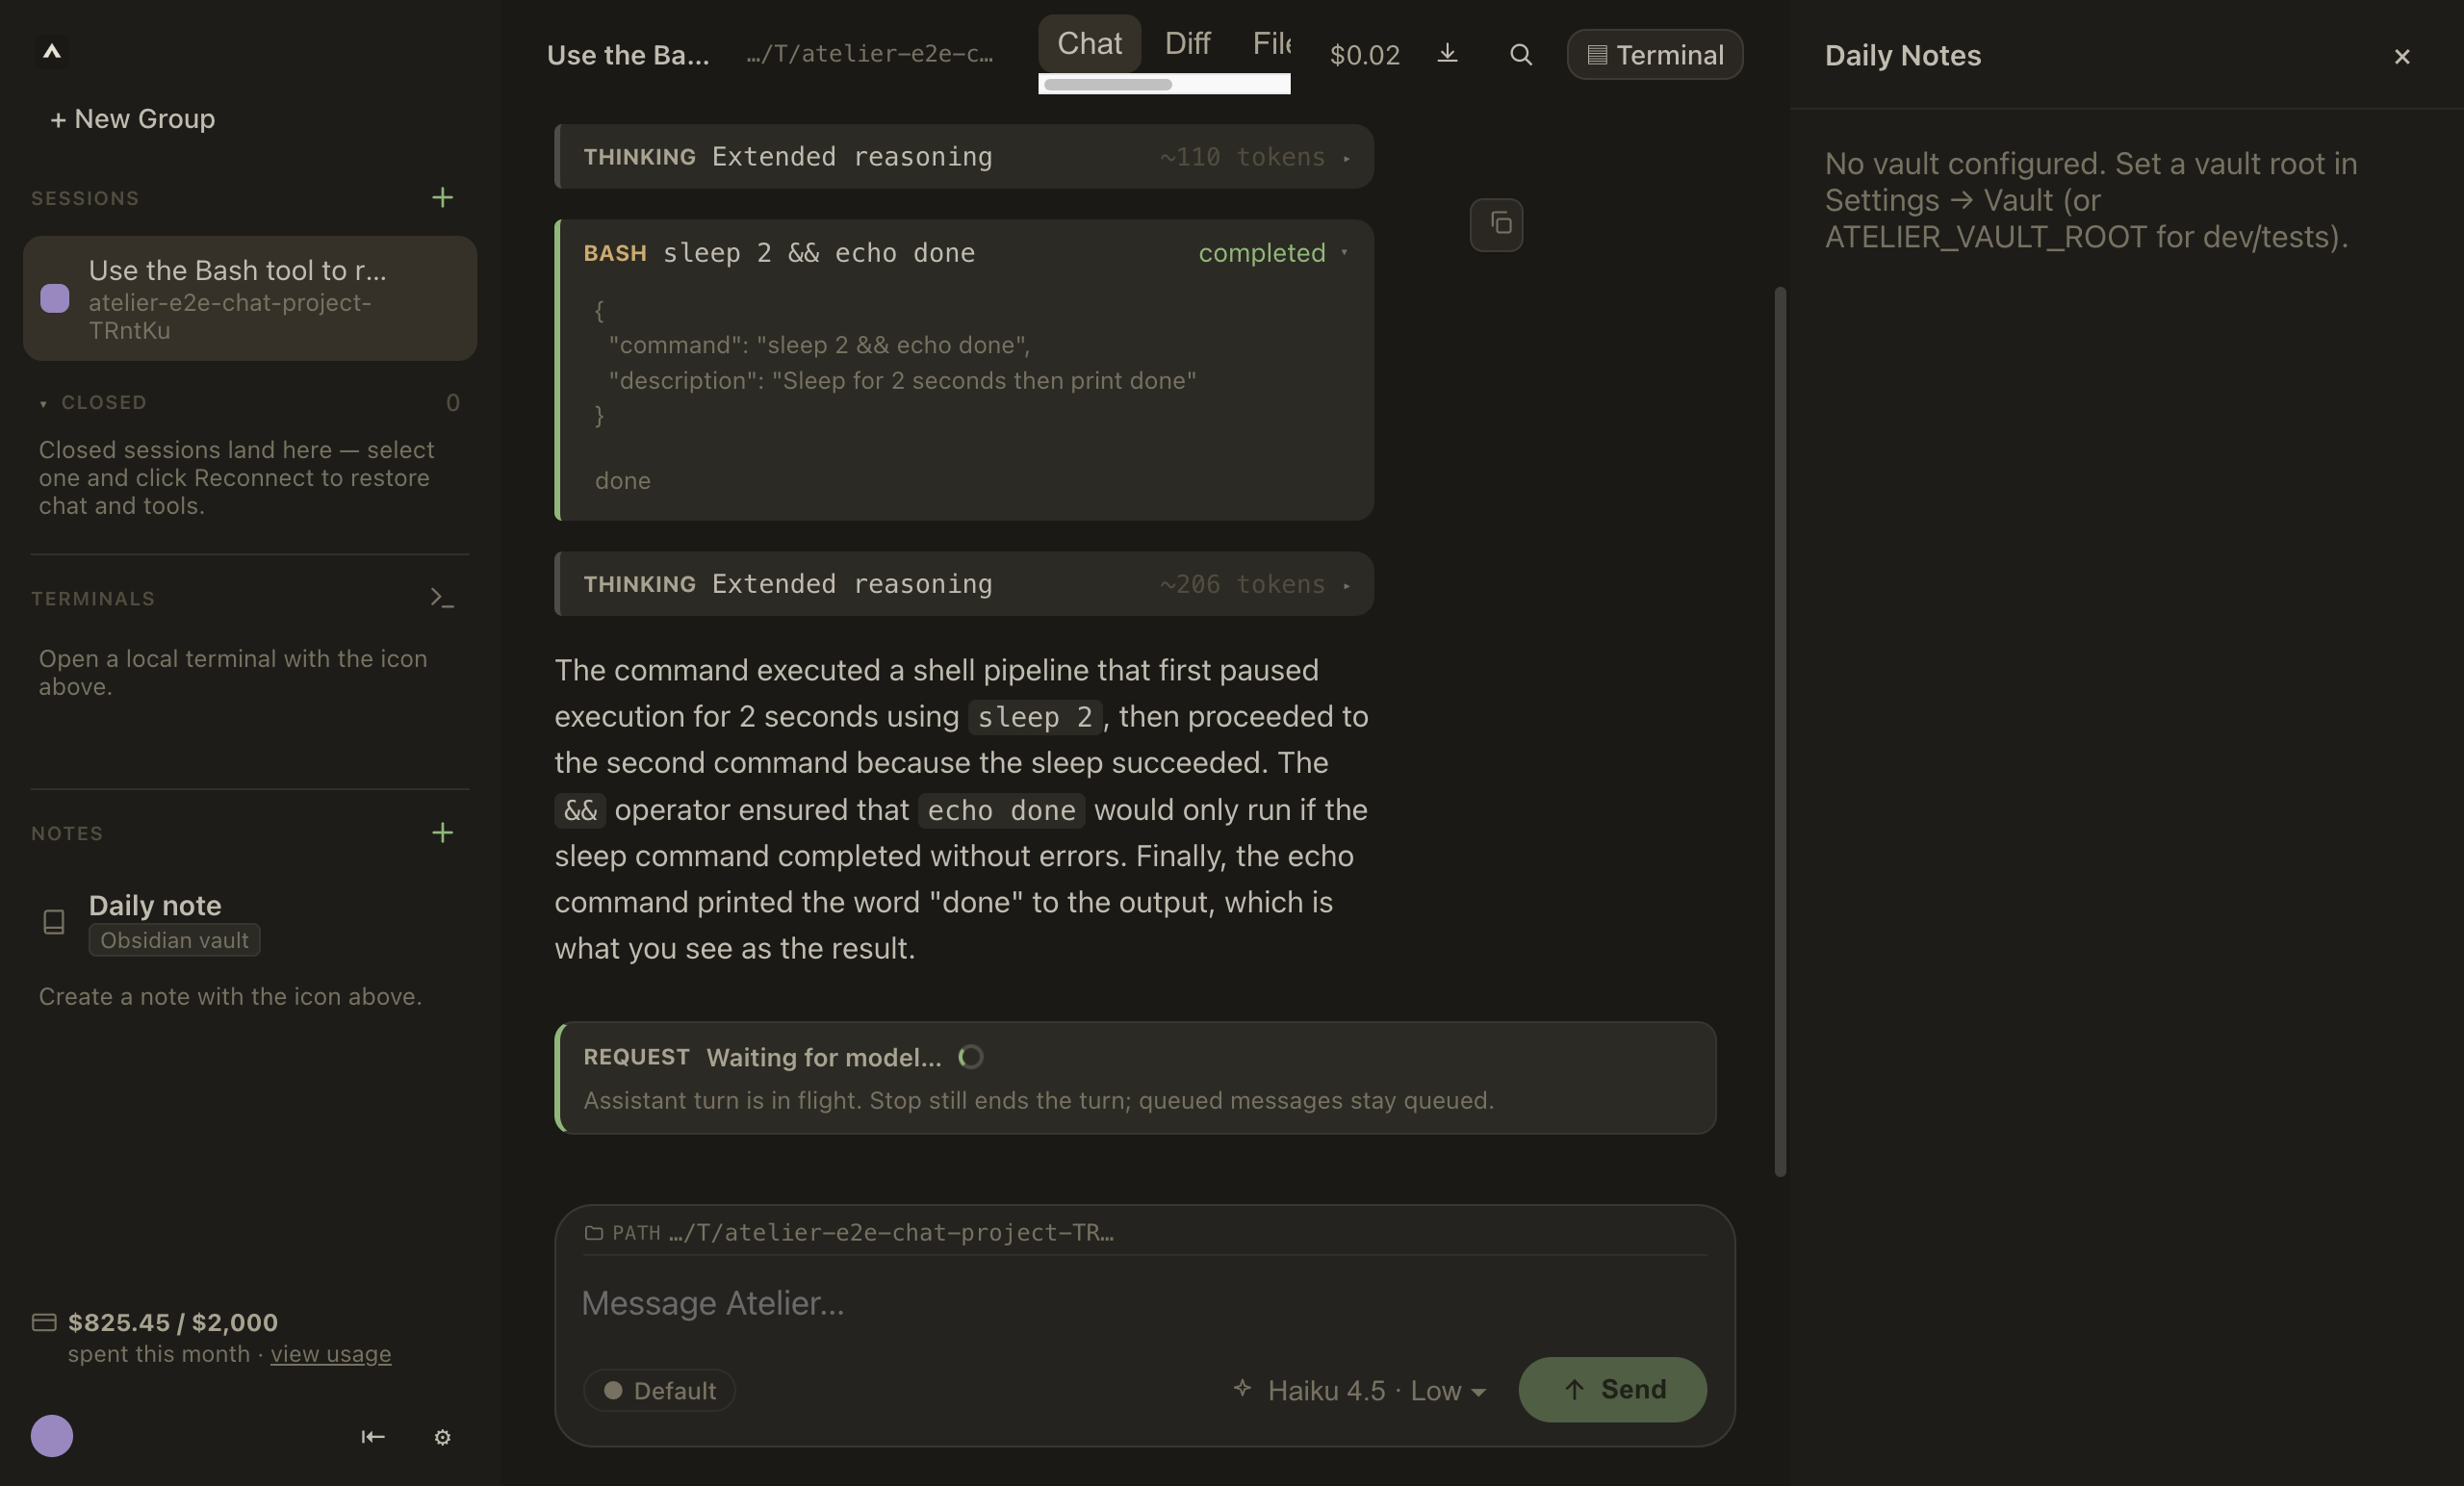 + New Group
SESSIONS
Use the Bash tool to r...
atelier-e2e-chat-project-
TRntKu
CLOSED 0
Closed sessions land here — select
one and click Reconnect to restore
chat and tools.
TERMINALS
Open a local terminal with the icon
above.
NOTES
Daily note
Obsidian vault
Create a note with the icon above.
$825.45 / $2,000
spent this month · view usage
Use the Ba... …/T/atelier-e2e-c… Chat Diff File $0.02 Terminal
THINKING Extended reasoning ~110 tokens
BASH sleep 2 && echo done completed
{
"command": "sleep 2 && echo done",
"description": "Sleep for 2 seconds then print done"
}
done
THINKING Extended reasoning ~206 tokens
The command executed a shell pipeline that first paused
execution for 2 seconds using sleep 2, then proceeded to
the second command because the sleep succeeded. The
&& operator ensured that echo done would only run if the
sleep command completed without errors. Finally, the echo
command printed the word "done" to the output, which is
what you see as the result.
REQUEST Waiting for model...
Assistant turn is in flight. Stop still ends the turn; queued messages stay queued.
PATH …/T/atelier-e2e-chat-project-TR…
Message Atelier...
Default Haiku 4.5 · Low Send
Daily Notes
No vault configured. Set a vault root in
Settings → Vault (or
ATELIER_VAULT_ROOT for dev/tests).